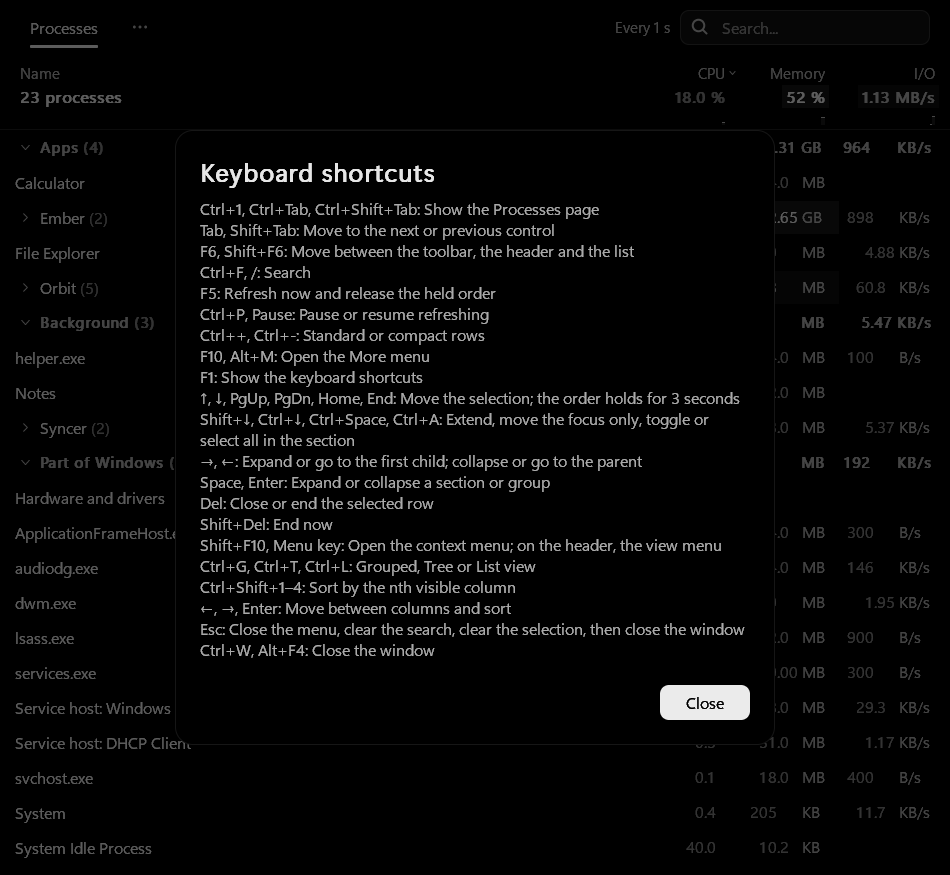 Processes ...
Every 1 s
Search...
Name CPU Memory I/O
23 processes 18.0 % 52 % 1.13 MB/s
Apps (4) .31 GB 964 KB/s
Calculator .0 MB
Ember (2) .65 GB 898 KB/s
File Explorer MB 4.88 KB/s
Orbit (5) MB 60.8 KB/s
Background (3) MB 5.47 KB/s
helper.exe .0 MB 100 B/s
Notes .0 MB
Syncer (2) .0 MB 5.37 KB/s
Part of Windows ( MB 192 KB/s
Hardware and drivers
ApplicationFrameHost. .0 MB 300 B/s
audiodg.exe .0 MB 146 KB/s
dwm.exe MB 1.95 KB/s
lsass.exe .0 MB 900 B/s
services.exe .00 MB 300 B/s
Service host: Windows .0 MB 29.3 KB/s
Service host: DHCP Client 31.0 MB 1.17 KB/s
svchost.exe 0.1 18.0 MB 400 B/s
System 0.4 205 KB 11.7 KB/s
System Idle Process 40.0 10.2 KB
Keyboard shortcuts
Ctrl+1, Ctrl+Tab, Ctrl+Shift+Tab: Show the Processes page
Tab, Shift+Tab: Move to the next or previous control
F6, Shift+F6: Move between the toolbar, the header and the list
Ctrl+F, /: Search
F5: Refresh now and release the held order
Ctrl+P, Pause: Pause or resume refreshing
Ctrl++, Ctrl+-: Standard or compact rows
F10, Alt+M: Open the More menu
F1: Show the keyboard shortcuts
↑, ↓, PgUp, PgDn, Home, End: Move the selection; the order holds for 3 seconds
Shift+↓, Ctrl+↓, Ctrl+Space, Ctrl+A: Extend, move the focus only, toggle or
select all in the section
→, ←: Expand or go to the first child; collapse or go to the parent
Space, Enter: Expand or collapse a section or group
Del: Close or end the selected row
Shift+Del: End now
Shift+F10, Menu key: Open the context menu; on the header, the view menu
Ctrl+G, Ctrl+T, Ctrl+L: Grouped, Tree or List view
Ctrl+Shift+1–4: Sort by the nth visible column
←, →, Enter: Move between columns and sort
Esc: Close the menu, clear the search, clear the selection, then close the window
Ctrl+W, Alt+F4: Close the window
Close